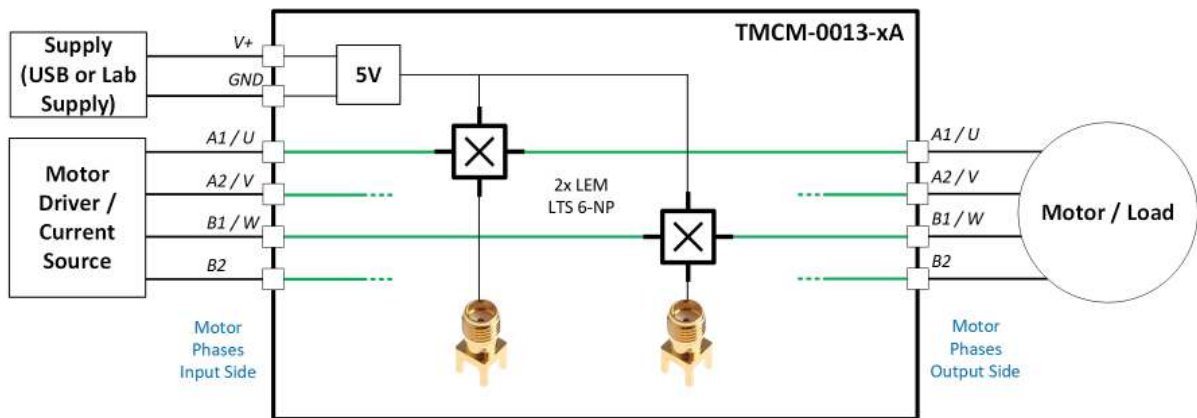 TMCM-0013-xA
Supply
(USB or Lab
Supply)
V+
GND
5V
Motor
Driver /
Current
Source
A1 / U
A2 / V
B1 / W
B2
2x LEM
LTS 6-NP
A1 / U
A2 / V
B1 / W
B2
Motor / Load
Motor
Phases
Input Side
Motor
Phases
Output Side